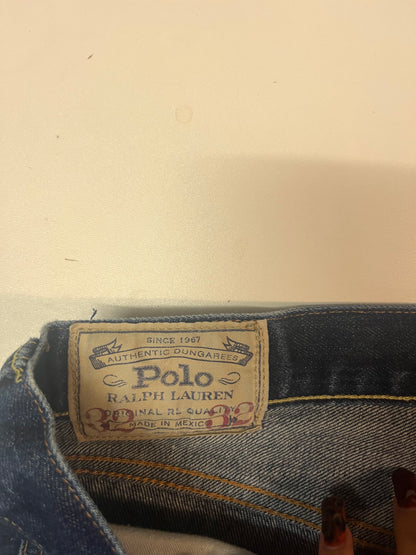 SINCE 1967
AUTHENTIC DUNGAREES
Polo
RALPH LAUREN
ORIGINAL RL QUALITY
32 MADE IN MEXICO 32